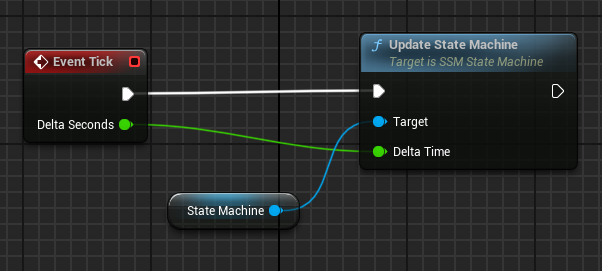 Event Tick
Delta Seconds
f Update State Machine
Target is SSM State Machine
Target
Delta Time
State Machine